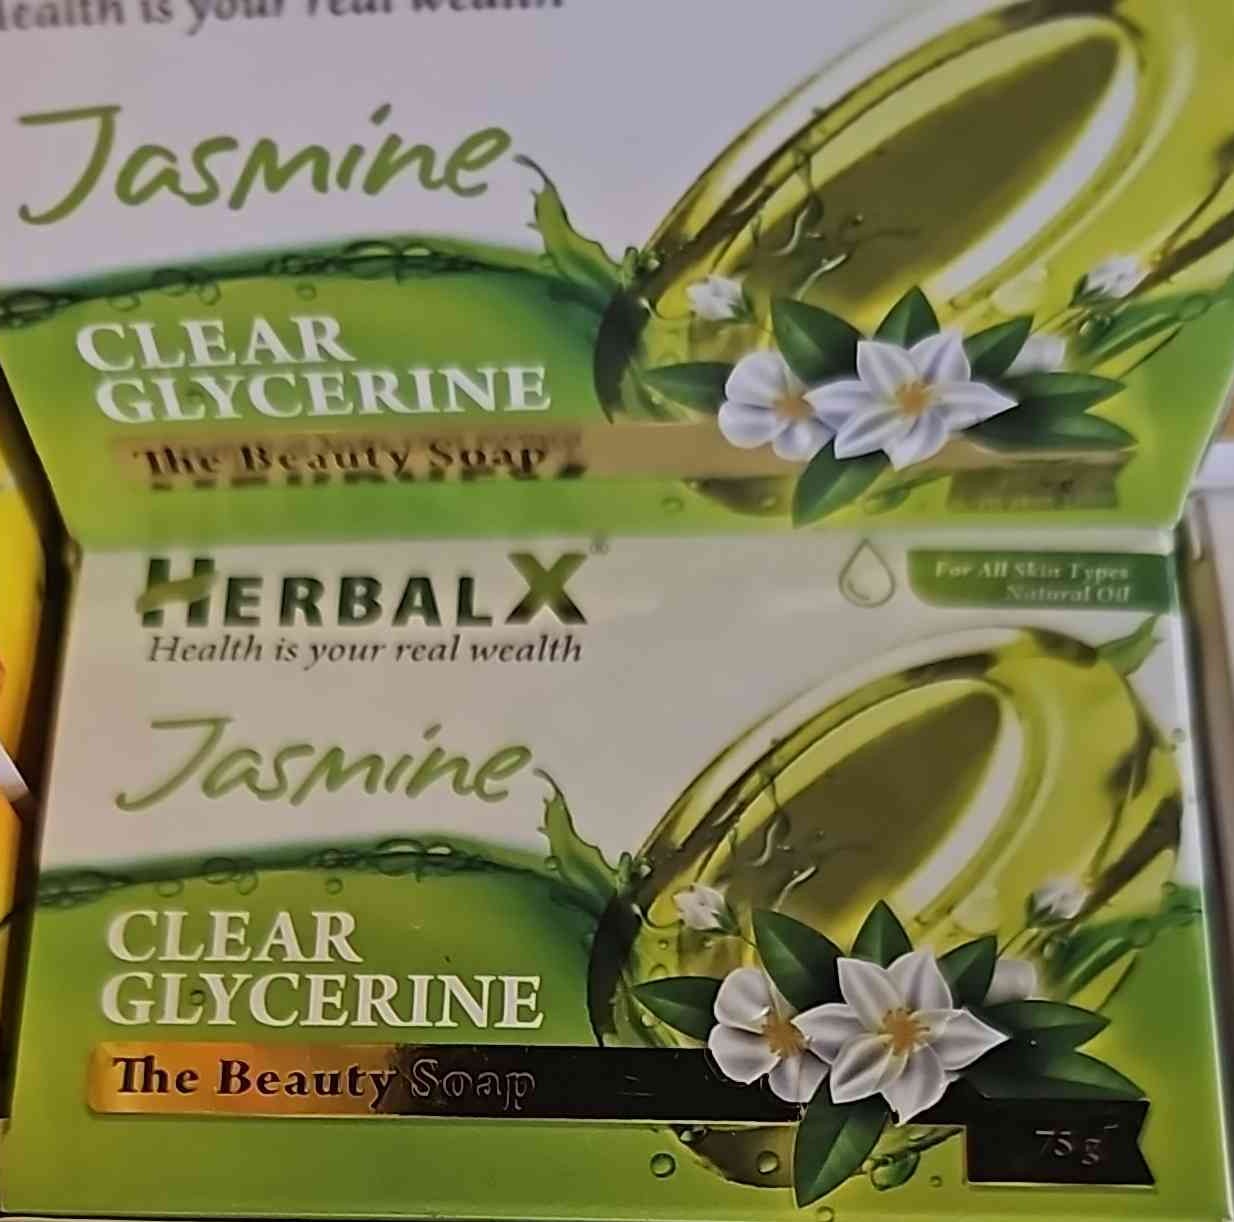 Health is your real wealth
Jasmine
CLEAR
GLYCERINE
The Beauty Soap
HERBALX®
Health is your real wealth
For All Skin Types
Natural Oil
Jasmine
CLEAR
GLYCERINE
The Beauty Soap
75 g